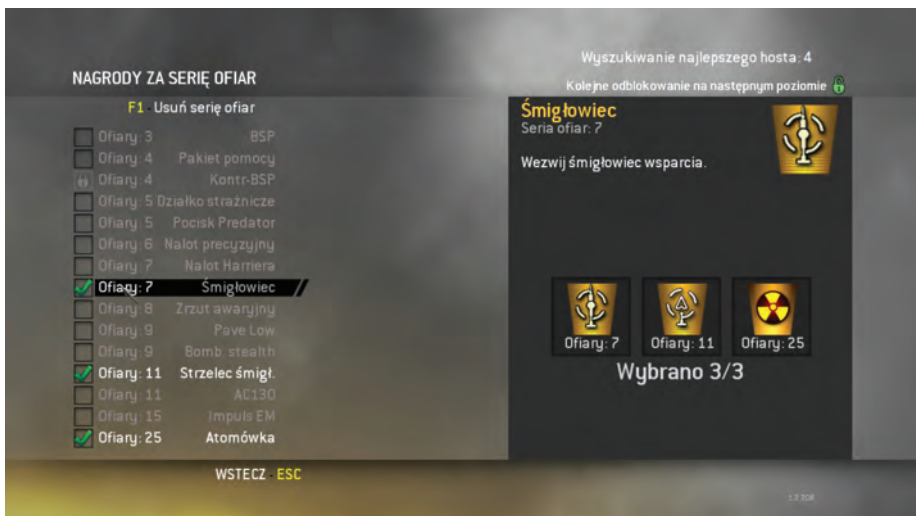 NAGRODY ZA SERIĘ OFIAR
F1 - Usuń serię ofiar
Ofiary: 3 BSP
Ofiary: 4 Pakiet pomocy
Ofiary: 4 Kontr-BSP
Ofiary: 5 Działko strażnicze
Ofiary: 5 Pocisk Predator
Ofiary: 6 Nalot precyzyjny
Ofiary: 7 Nalot Harriera
Ofiary: 7 Śmigłowiec
Ofiary: 8 Zrzut awaryjny
Ofiary: 9 Pave Low
Ofiary: 9 Bomb. stealth
Ofiary: 11 Strzelec śmigł.
Ofiary: 11 AC130
Ofiary: 15 Impuls EM
Ofiary: 25 Atomówka
WSTECZ - ESC
Wyszukiwanie najlepszego hosta: 4
Kolejne odblokowanie na następnym poziomie
Śmigłowiec
Seria ofiar: 7
Wezwij śmigłowiec wsparcia.
Ofiary: 7 Ofiary: 11 Ofiary: 25
Wybrano 3/3